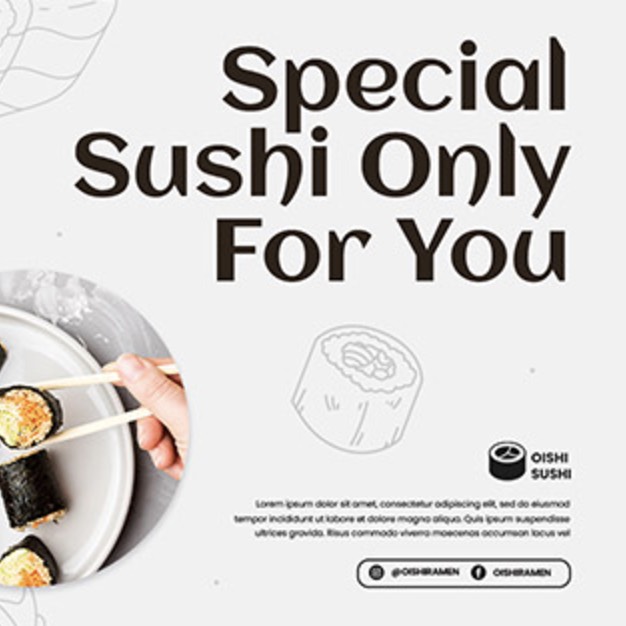 Special
Sushi Only
For You
OISHI
SUSHI
Lorem ipsum dolor sit amet, consectetur adipiscing elit, sed do eiusmod
tempor incididunt ut labore et dolore magna aliqua. Quis ipsum suspendisse
ultrices gravida. Risus commodo viverra maecenas accumsan lacus vel
@OISHIRAMEN OISHIRAMEN